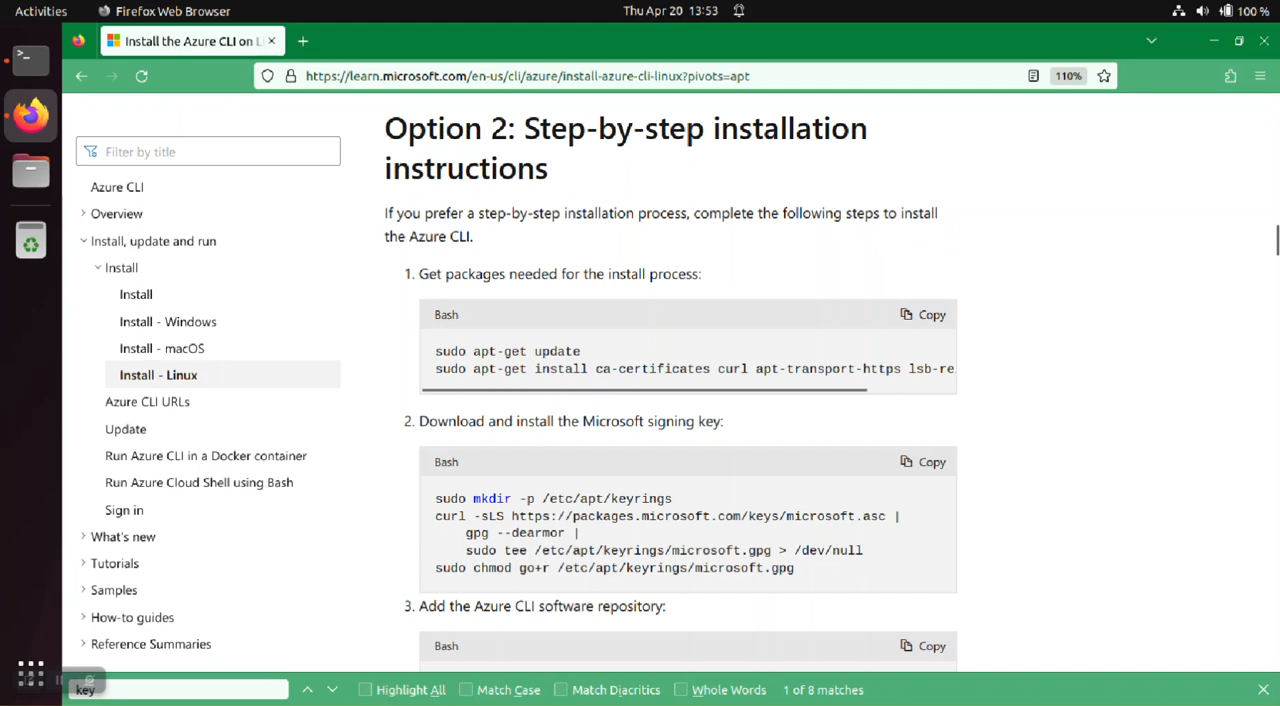 Activities
Firefox Web Browser
Thu Apr 20 13:53
100 %
Install the Azure CLI on Li
https://learn.microsoft.com/en-us/cli/azure/install-azure-cli-linux?pivots=apt
110%
Filter by title
Azure CLI
Overview
Install, update and run
Install
Install
Install - Windows
Install - macOS
Install - Linux
Azure CLI URLs
Update
Run Azure CLI in a Docker container
Run Azure Cloud Shell using Bash
Sign in
What's new
Tutorials
Samples
How-to guides
Reference Summaries
Option 2: Step-by-step installation
instructions
If you prefer a step-by-step installation process, complete the following steps to install
the Azure CLI.
1. Get packages needed for the install process:
Bash
Copy
sudo apt-get update
sudo apt-get install ca-certificates curl apt-transport-https lsb-re
2. Download and install the Microsoft signing key:
Bash
Copy
sudo mkdir -p /etc/apt/keyrings
curl -sLS https://packages.microsoft.com/keys/microsoft.asc |
gpg --dearmor |
sudo tee /etc/apt/keyrings/microsoft.gpg > /dev/null
sudo chmod go+r /etc/apt/keyrings/microsoft.gpg
3. Add the Azure CLI software repository:
Bash
Copy
key
Highlight All
Match Case
Match Diacritics
Whole Words
1 of 8 matches